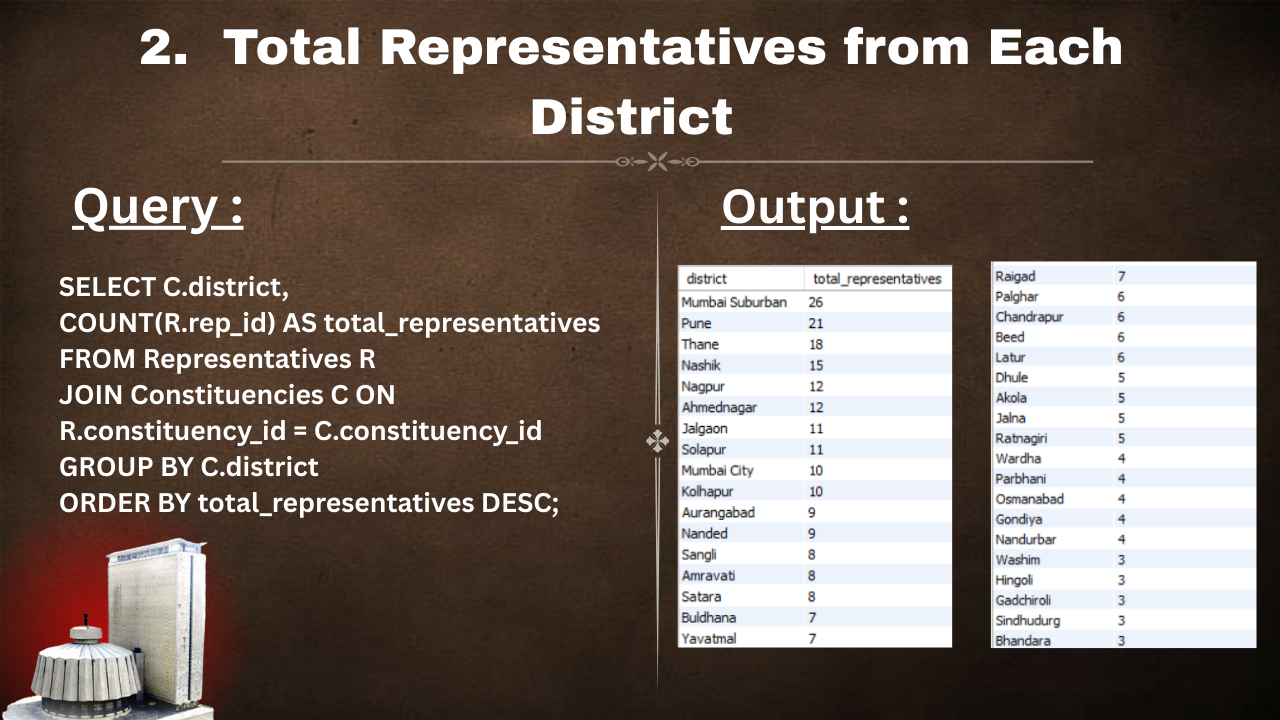 2. Total Representatives from Each
District
Query :
SELECT C.district,
COUNT(R.rep_id) AS total_representatives
FROM Representatives R
JOIN Constituencies C ON
R.constituency_id = C.constituency_id
GROUP BY C.district
ORDER BY total_representatives DESC;
Output :
district total_representatives
Mumbai Suburban 26
Pune 21
Thane 18
Nashik 15
Nagpur 12
Ahmednagar 12
Jalgaon 11
Solapur 11
Mumbai City 10
Kolhapur 10
Aurangabad 9
Nanded 9
Sangli 8
Amravati 8
Satara 8
Buldhana 7
Yavatmal 7
Raigad 7
Palghar 6
Chandrapur 6
Beed 6
Latur 6
Dhule 5
Akola 5
Jalna 5
Ratnagiri 5
Wardha 4
Parbhani 4
Osmanabad 4
Gondiya 4
Nandurbar 4
Washim 3
Hingoli 3
Gadchiroli 3
Sindhudurg 3
Bhandara 3